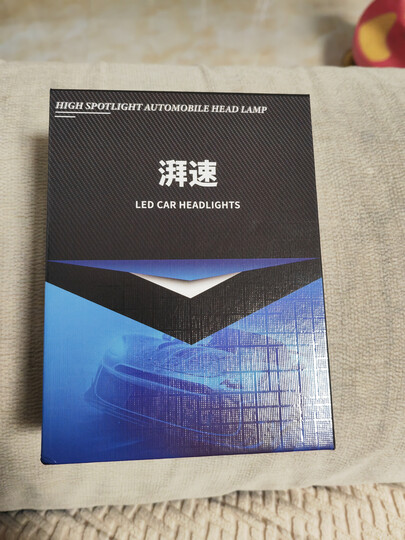 HIGH SPOTLIGHT AUTOMOBILE HEAD LAMP
湃速
LED CAR HEADLIGHTS